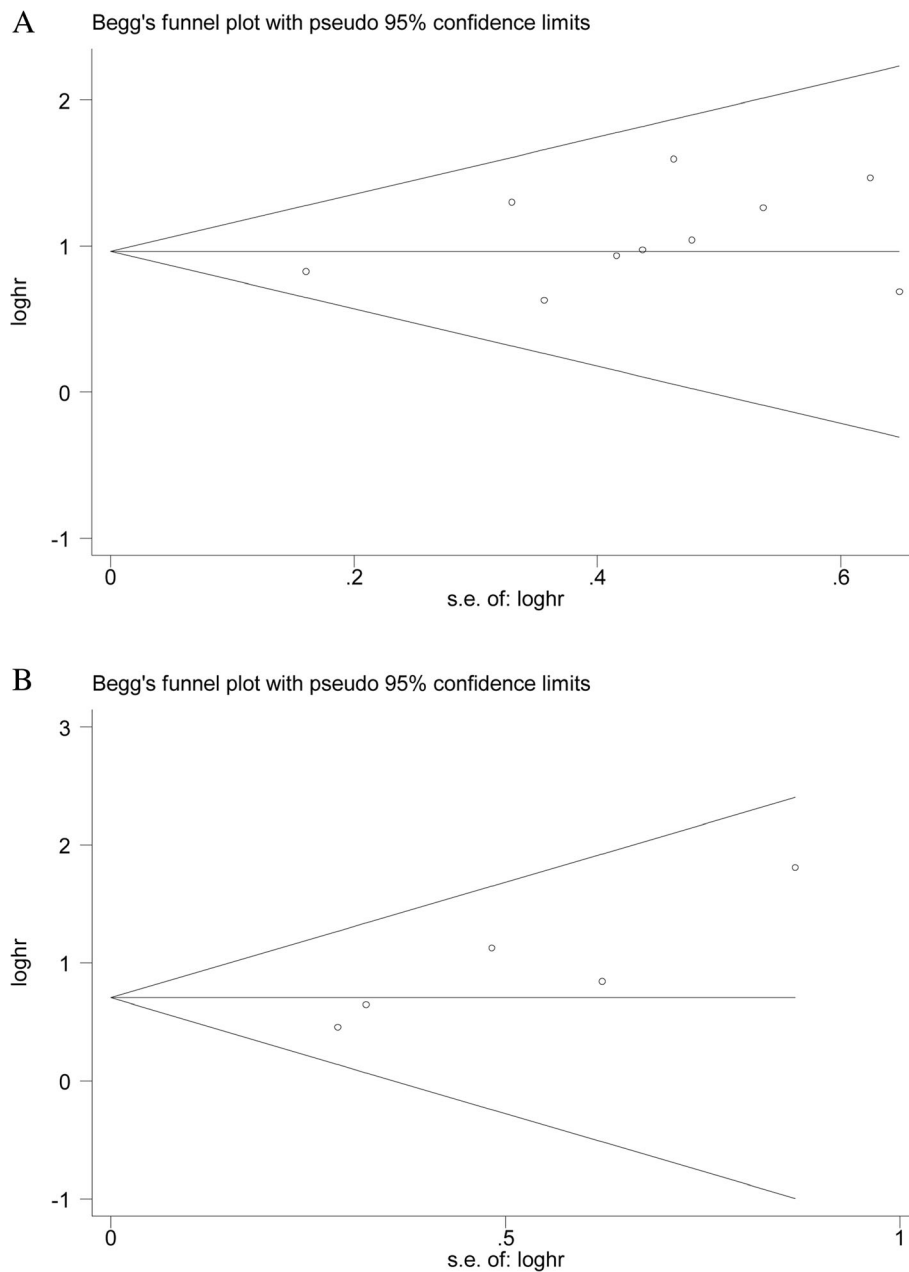 A
Begg's funnel plot with pseudo 95% confidence limits
2
1
0
-1
loghr
0 .2 .4 .6
s.e. of: loghr
B
Begg's funnel plot with pseudo 95% confidence limits
3
2
1
0
-1
loghr
0 .5 1
s.e. of: loghr